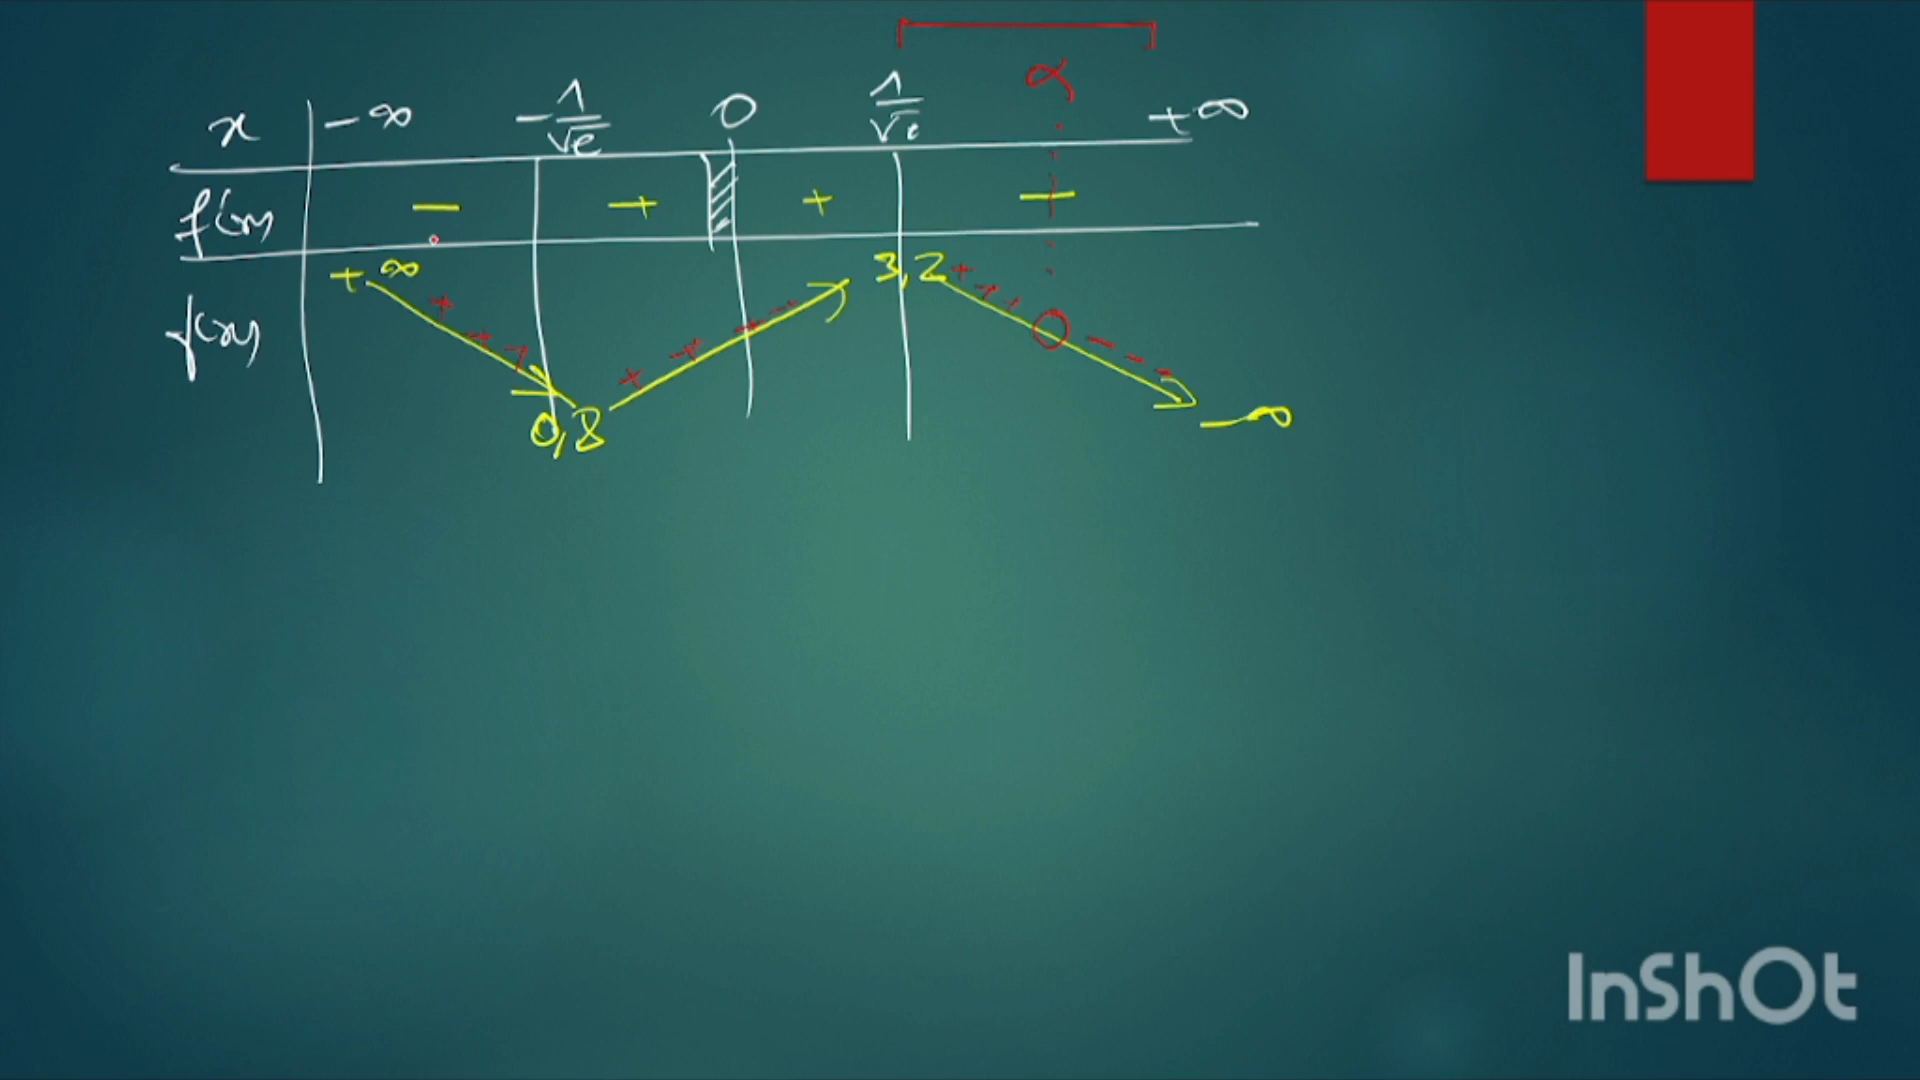 α
x -∞ -1/√e 0 1/√e +∞
f(x) - + + -
+∞ 3,2
f(x) + + + + - - - + + + 0 - - -
0,8 -∞
InShOt